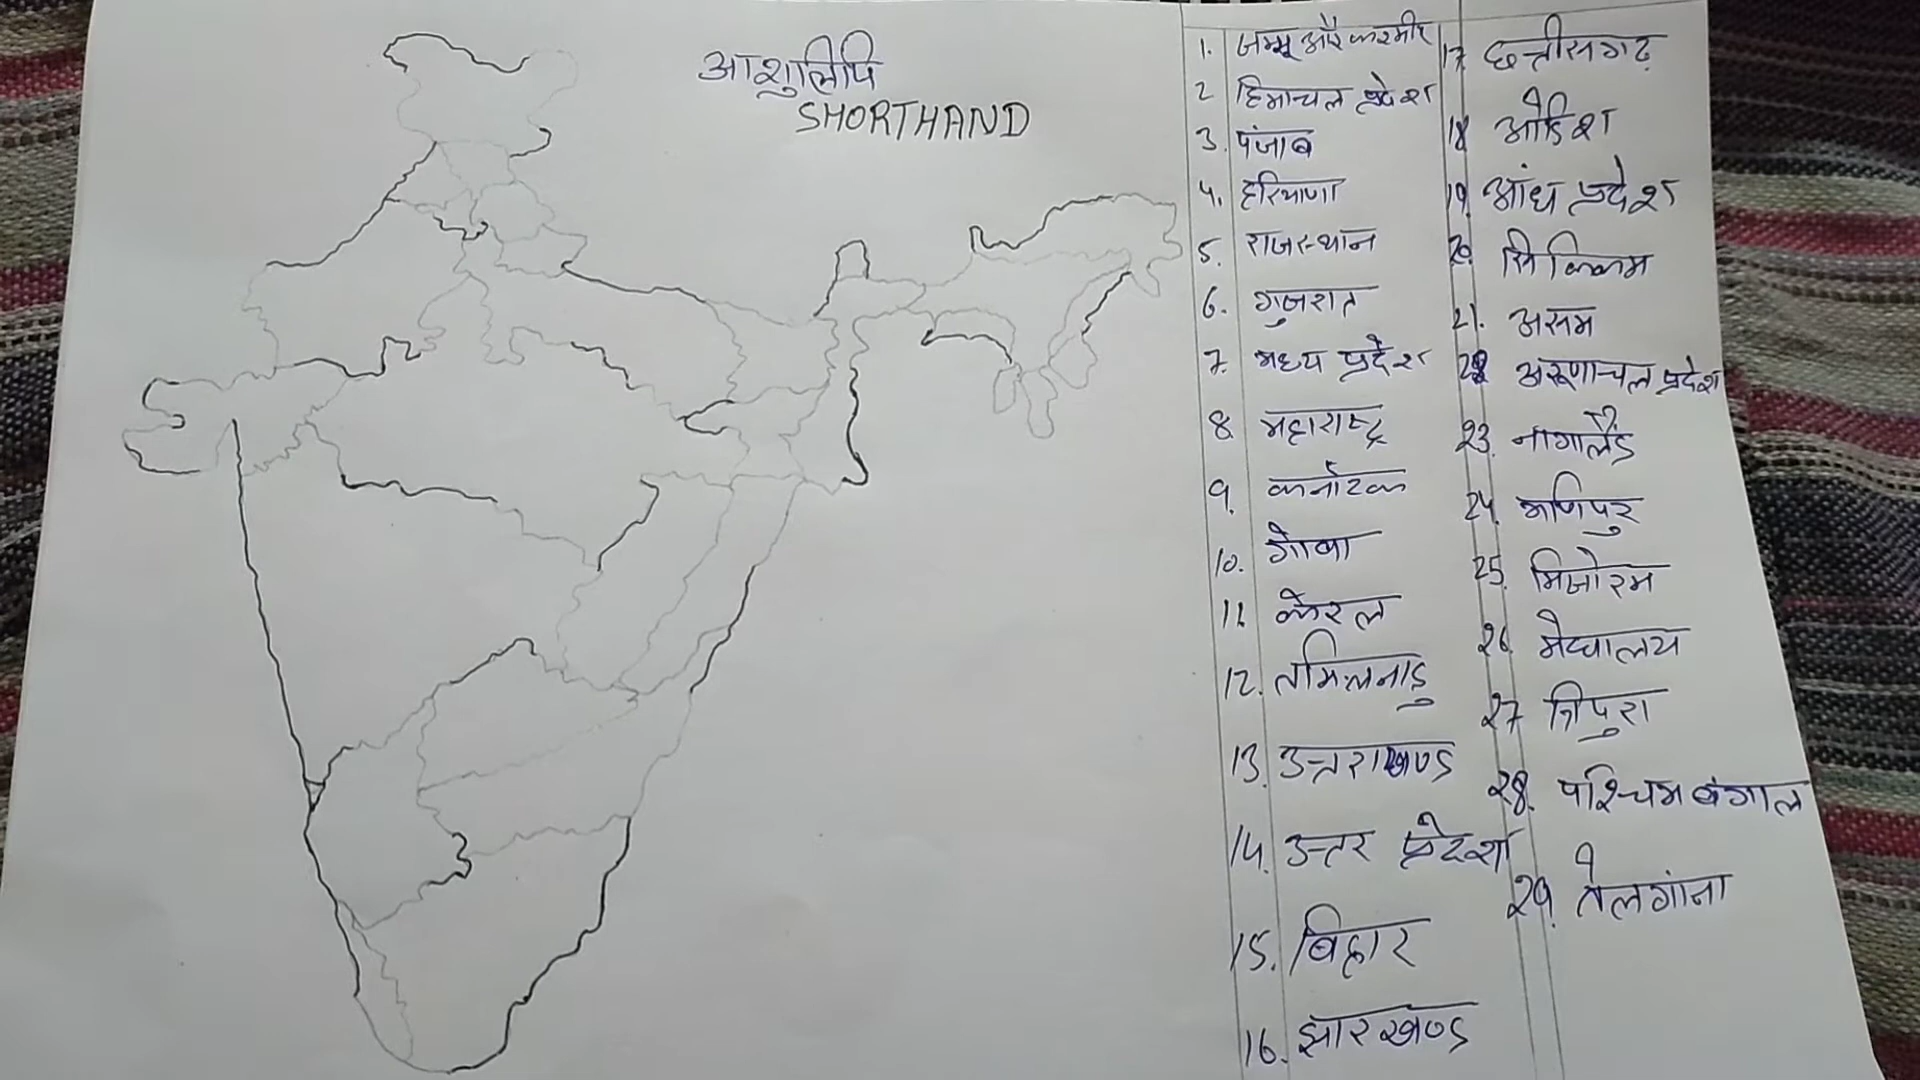 आशुलिपि
SHORTHAND
1. जम्मू और कश्मीर
2 हिमाचल प्रदेश
3. पंजाब
4. हरियाणा
5. राजस्थान
6. गुजरात
7. मध्य प्रदेश
8. महाराष्ट्र
9. कर्नाटक
10. गोवा
11. केरल
12. तमिलनाडु
13. उत्तराखण्ड
14. उत्तर प्रदेश
15. बिहार
16. झारखण्ड
17 छत्तीसगढ़
18 ओडिश
19. आंध्र प्रदेश
20. सिक्किम
21. असम
22 अरूणाचल प्रदेश
23. नागालैंड
24. मणिपुर
25. मिजोरम
26. मेघालय
27 त्रिपुरा
28. पश्चिम बंगाल
29. तेलगांना